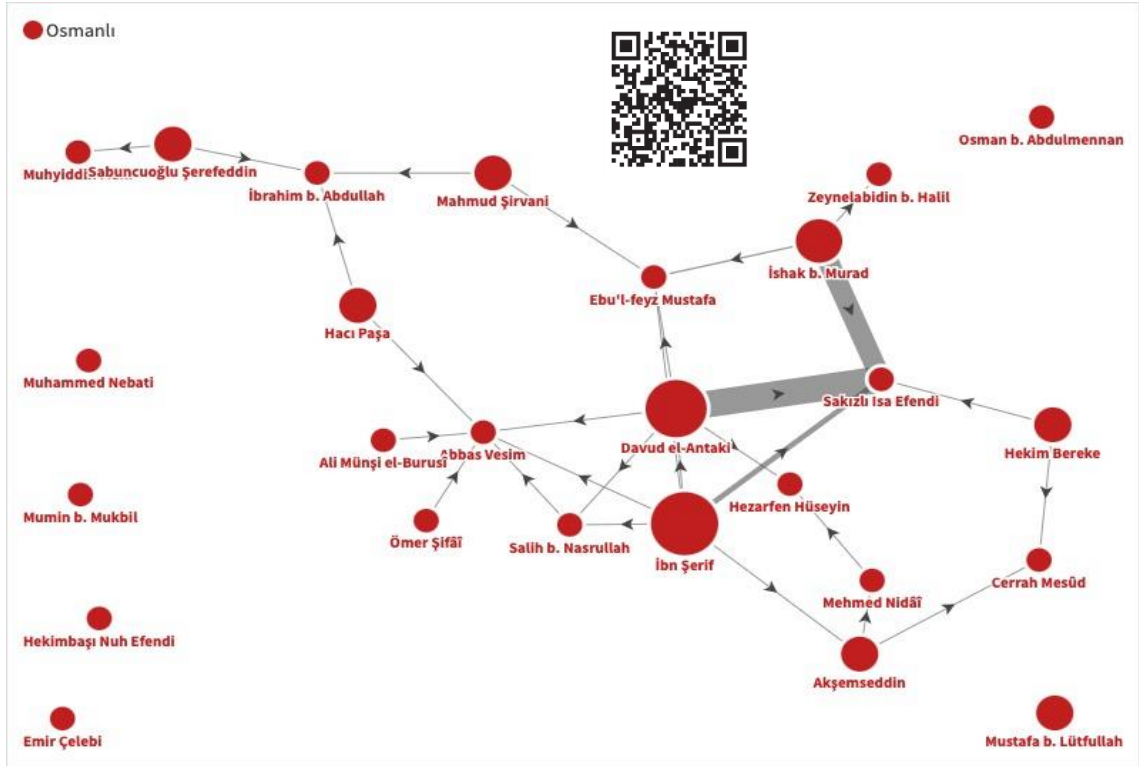 Osmanlı
Osman b. Abdulmennan
Sabuncuoğlu Şerefeddin
İbrahim b. Abdullah
Mahmud Şirvani
Zeynelabidin b. Halil
İshak b. Murad
Ebu'l-feyz Mustafa
Hacı Paşa
Muhammed Nebati
Sakızlı Isa Efendi
Davud el-Antaki
Hekim Bereke
Ali Münşi el-Bursî
Abbas Vesim
Mumin b. Mukbil
Hezarfen Hüseyin
Ömer Şifâî
Salih b. Nasrullah
İbn Şerif
Cerrah Mesûd
Mehmed Nidâî
Hekimbaşı Nuh Efendi
Akşemseddin
Emir Çelebi
Mustafa b. Lütfullah